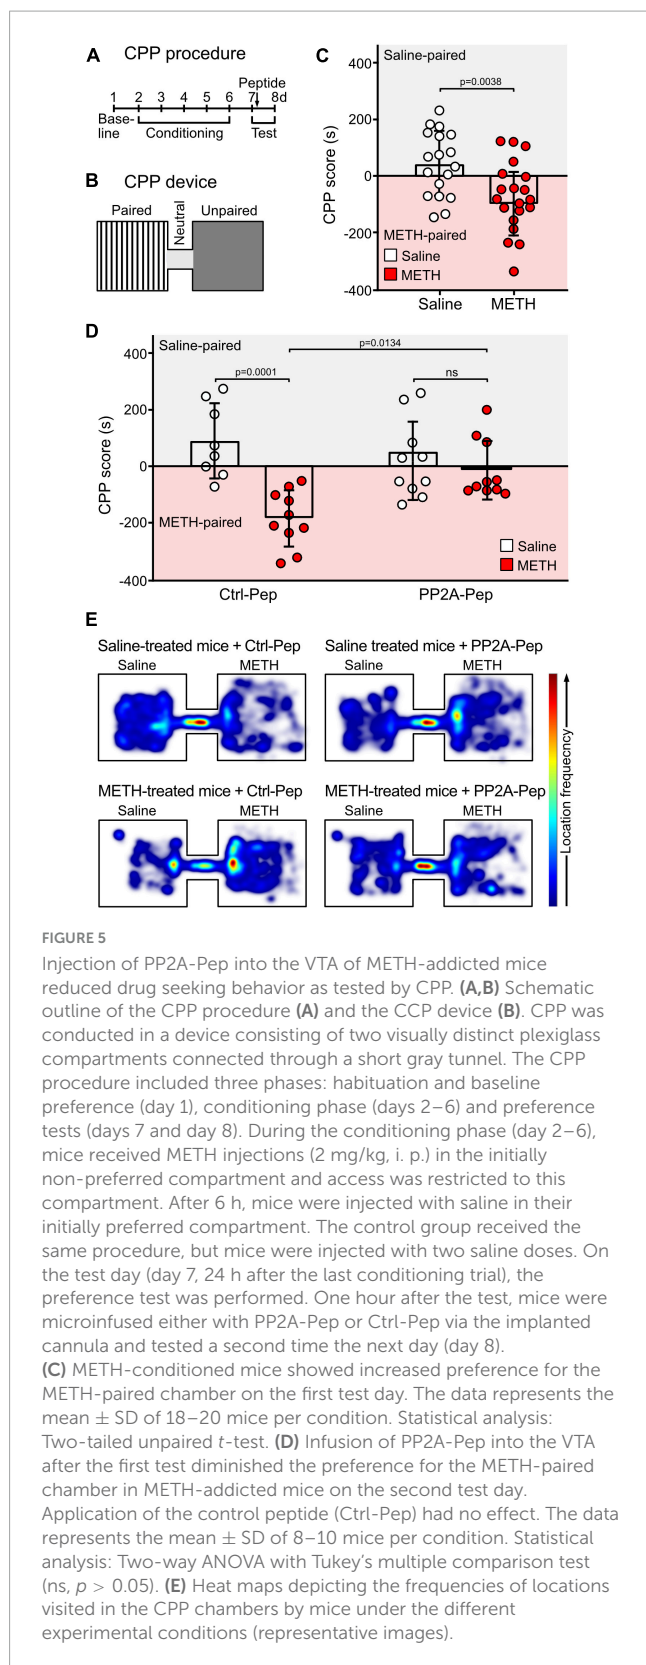 A CPP procedure
Peptide
1 2 3 4 5 6 7 8d
Base-
line
Conditioning
Test
B CPP device
Paired
Neutral
Unpaired
C
CPP score (s)
400
200
0
-200
-400
Saline-paired
p=0.0038
METH-paired
Saline
METH
Saline METH
D
CPP score (s)
400
200
0
-200
-400
Saline-paired
p=0.0134
p=0.0001
ns
METH-paired
Saline
METH
Ctrl-Pep PP2A-Pep
E
Saline-treated mice + Ctrl-Pep
Saline METH
Saline treated mice + PP2A-Pep
Saline METH
METH-treated mice + Ctrl-Pep
Saline METH
METH-treated mice + PP2A-Pep
Saline METH
Location frequecncy
FIGURE 5
Injection of PP2A-Pep into the VTA of METH-addicted mice
reduced drug seeking behavior as tested by CPP. (A,B) Schematic
outline of the CPP procedure (A) and the CCP device (B). CPP was
conducted in a device consisting of two visually distinct plexiglass
compartments connected through a short gray tunnel. The CPP
procedure included three phases: habituation and baseline
preference (day 1), conditioning phase (days 2–6) and preference
tests (days 7 and day 8). During the conditioning phase (day 2–6),
mice received METH injections (2 mg/kg, i. p.) in the initially
non-preferred compartment and access was restricted to this
compartment. After 6 h, mice were injected with saline in their
initially preferred compartment. The control group received the
same procedure, but mice were injected with two saline doses. On
the test day (day 7, 24 h after the last conditioning trial), the
preference test was performed. One hour after the test, mice were
microinfused either with PP2A-Pep or Ctrl-Pep via the implanted
cannula and tested a second time the next day (day 8).
(C) METH-conditioned mice showed increased preference for the
METH-paired chamber on the first test day. The data represents the
mean ± SD of 18–20 mice per condition. Statistical analysis:
Two-tailed unpaired t-test. (D) Infusion of PP2A-Pep into the VTA
after the first test diminished the preference for the METH-paired
chamber in METH-addicted mice on the second test day.
Application of the control peptide (Ctrl-Pep) had no effect. The data
represents the mean ± SD of 8–10 mice per condition. Statistical
analysis: Two-way ANOVA with Tukey’s multiple comparison test
(ns, p > 0.05). (E) Heat maps depicting the frequencies of locations
visited in the CPP chambers by mice under the different
experimental conditions (representative images).